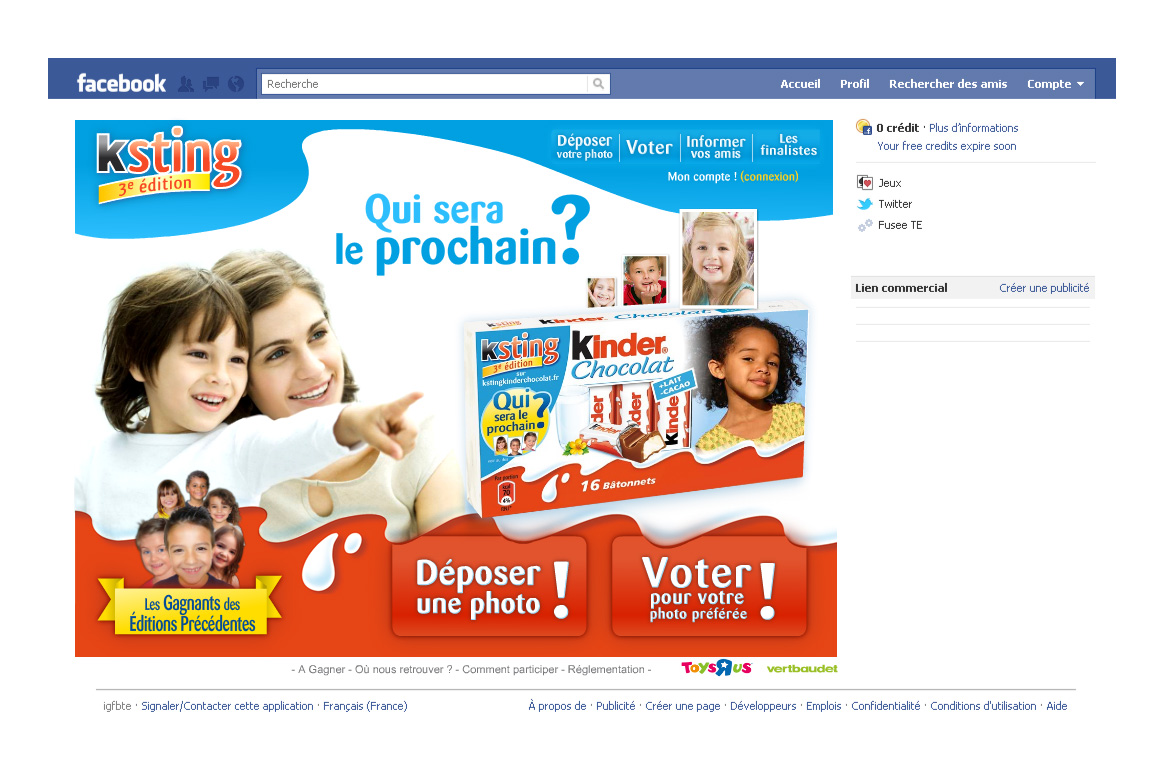 facebook
Recherche
Accueil Profil Rechercher des amis Compte
ksting
3e édition
Déposer
votre photo
Voter
Informer
vos amis
Les
finalistes
Mon compte ! (connexion)
Qui sera
le prochain?
0 crédit · Plus d'informations
Your free credits expire soon
Jeux
Twitter
Fusee TE
Lien commercial Créer une publicité
ksting
3e édition
sur
kstingkinderchocolat.fr
Qui
sera le
prochain?
Kinder
Chocolat
+LAIT
-CACAO
16 Bâtonnets
Les Gagnants des
Éditions Précédentes
Déposer
une photo !
Voter
pour votre
photo préférée !
- A Gagner - Où nous retrouver ? - Comment participer - Réglementation -
Toys R Us vertbaudet
igfbte · Signaler/Contacter cette application · Français (France)
À propos de · Publicité · Créer une page · Développeurs · Emplois · Confidentialité · Conditions d'utilisation · Aide